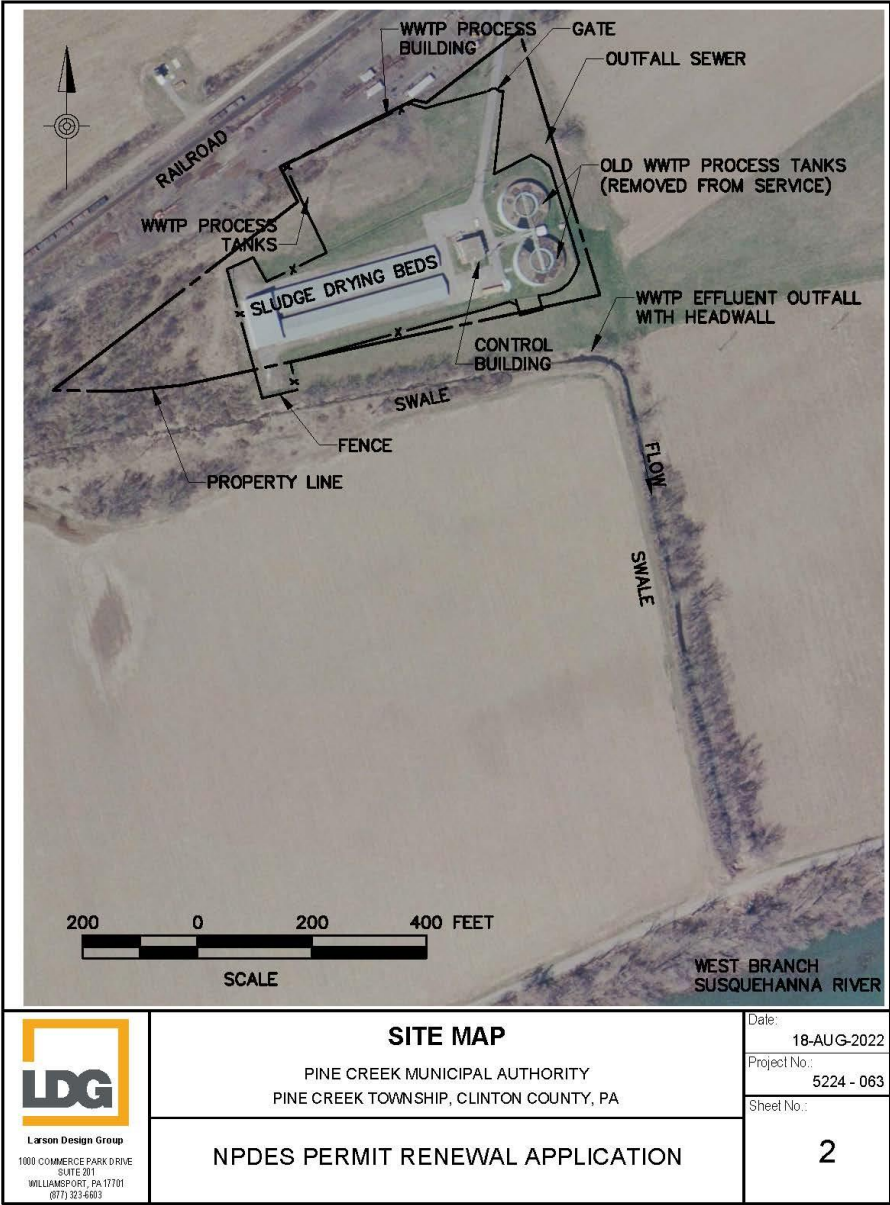 WWTP PROCESS
BUILDING
GATE
OUTFALL SEWER
RAILROAD
OLD WWTP PROCESS TANKS
(REMOVED FROM SERVICE)
WWTP PROCESS
TANKS
SLUDGE DRYING BEDS
WWTP EFFLUENT OUTFALL
WITH HEADWALL
CONTROL
BUILDING
SWALE
FENCE
PROPERTY LINE
FLOW
SWALE
200 0 200 400 FEET
SCALE
WEST BRANCH
SUSQUEHANNA RIVER
LDG
Larson Design Group
1000 COMMERCE PARK DRIVE
SUITE 201
WILLIAMSPORT, PA 17701
(877) 323-6603
SITE MAP
PINE CREEK MUNICIPAL AUTHORITY
PINE CREEK TOWNSHIP, CLINTON COUNTY, PA
NPDES PERMIT RENEWAL APPLICATION
Date:
18-AUG-2022
Project No.:
5224 - 063
Sheet No.:
2